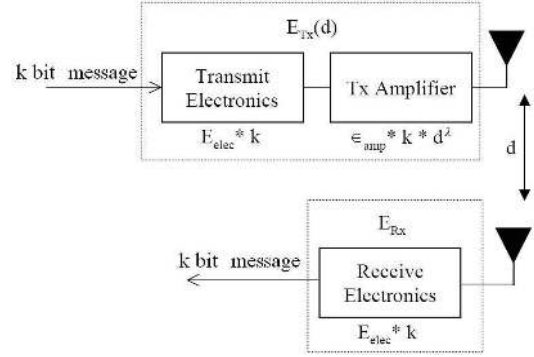 E_Tx(d)
k bit message
Transmit
Electronics
Tx Amplifier
E_elec* k
∈_amp* k * d^λ
d
E_Rx
k bit message
Receive
Electronics
E_elec* k